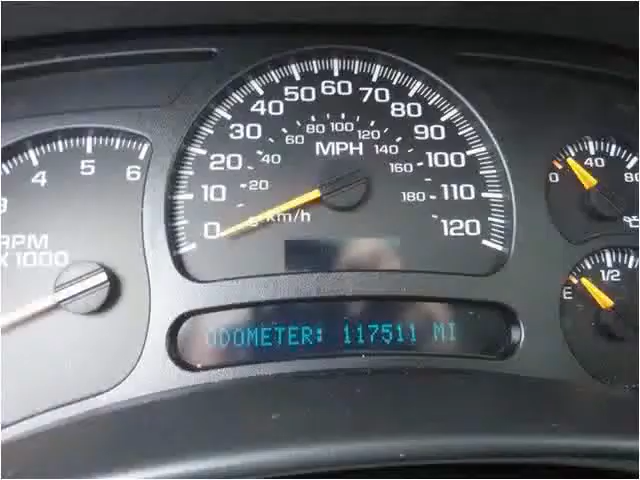 3 4 5 6
RPM
X 1000
0 10 20 30 40 50 60 70 80 90 100 110 120
20 40 60 80 100 120 140 160 180
MPH
km/h
0 40 80
E 1/2
ODOMETER: 117511 MI